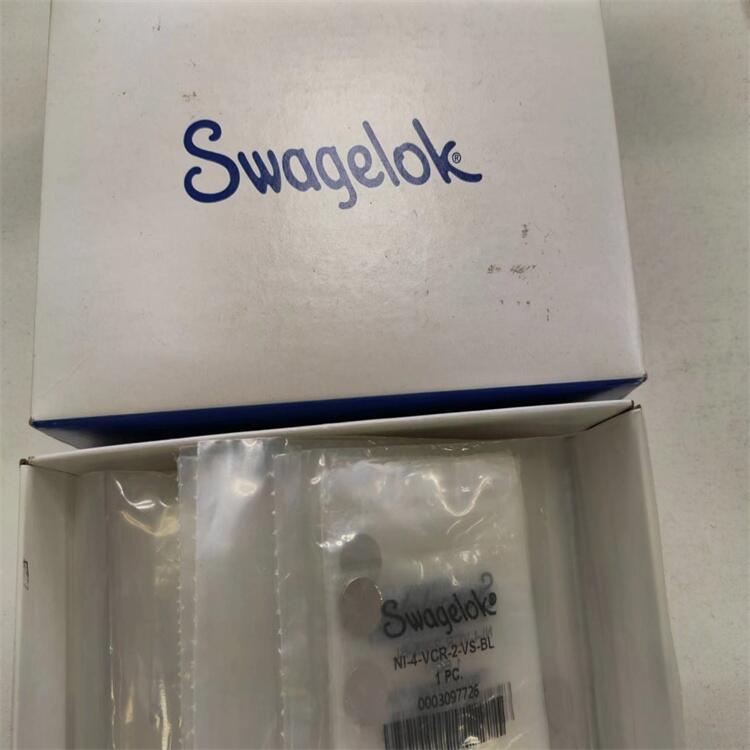 Swagelok®
Swagelok®
NI-4-VCR-2-VS-BL
1 PC.
0003097726